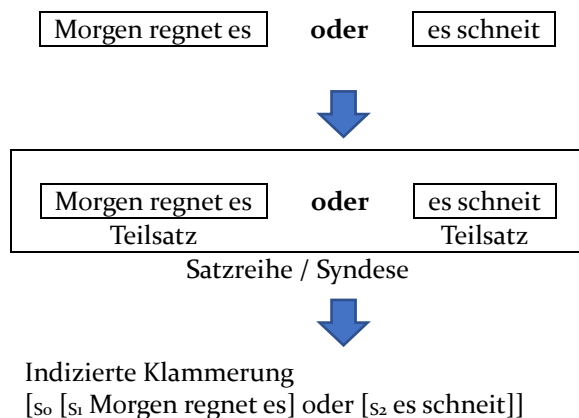 Morgen regnet es oder es schneit
Morgen regnet es oder es schneit
Teilsatz Teilsatz
Satzreihe / Syndese
Indizierte Klammerung
[S0 [S1 Morgen regnet es] oder [S2 es schneit]]